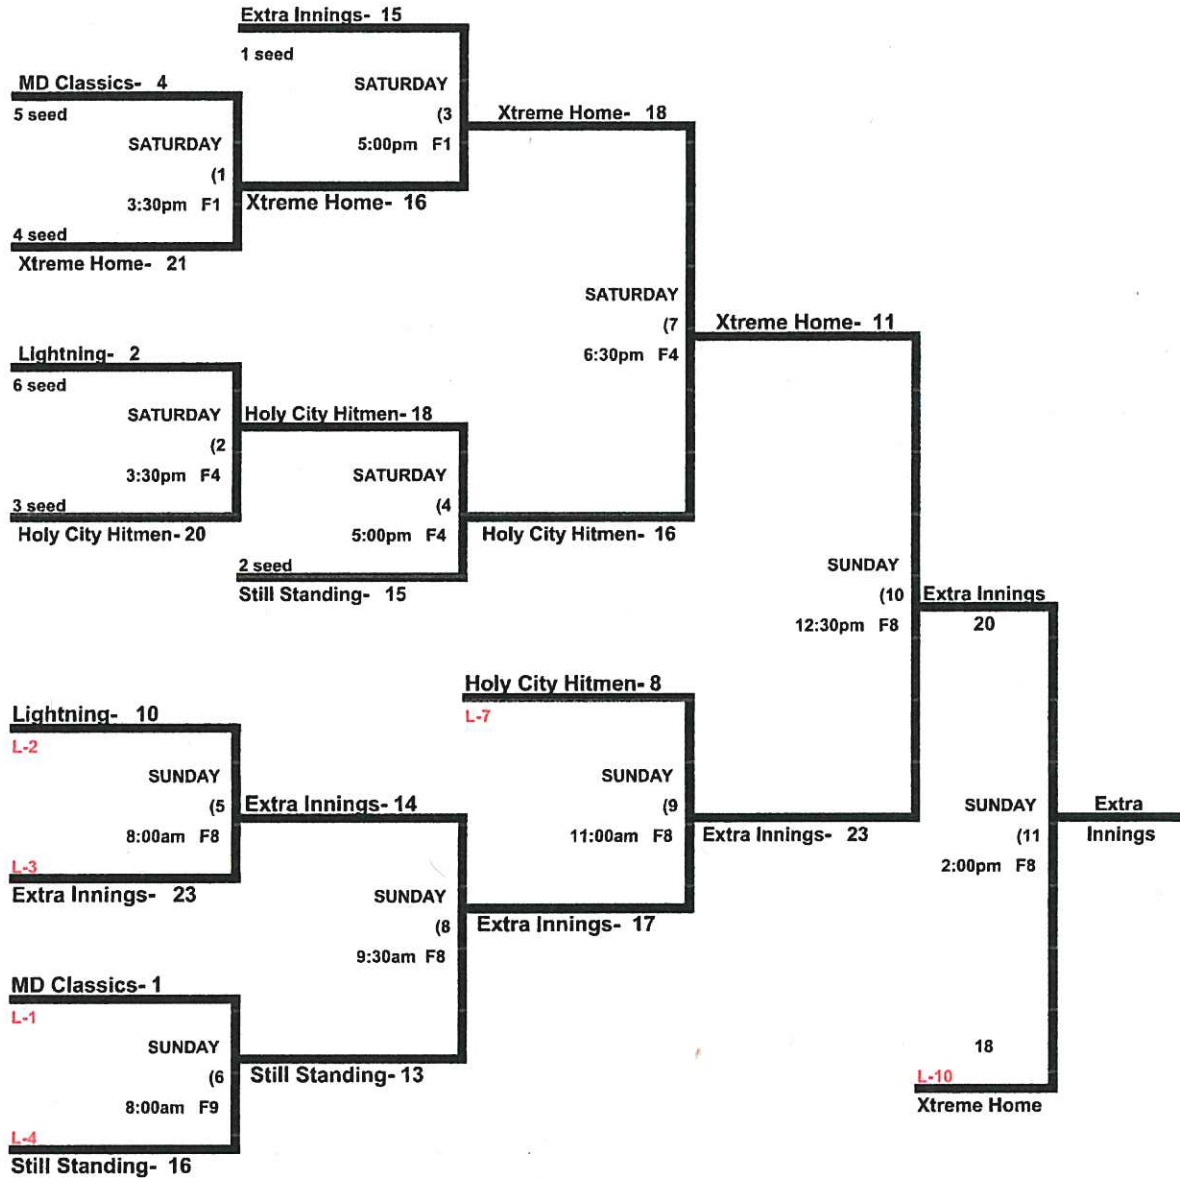 Extra Innings- 15
1 seed
MD Classics- 4
5 seed
SATURDAY
(3
5:00pm F1
Xtreme Home- 18
SATURDAY
(1
3:30pm F1
Xtreme Home- 16
4 seed
Xtreme Home- 21
SATURDAY
(7
6:30pm F4
Xtreme Home- 11
Lightning- 2
6 seed
SATURDAY
(2
3:30pm F4
Holy City Hitmen- 18
3 seed
Holy City Hitmen- 20
SATURDAY
(4
5:00pm F4
Holy City Hitmen- 16
2 seed
Still Standing- 15
SUNDAY
(10
12:30pm F8
Extra Innings
20
Holy City Hitmen- 8
L-7
Lightning- 10
L-2
SUNDAY
(5
8:00am F8
Extra Innings- 14
L-3
Extra Innings- 23
SUNDAY
(9
11:00am F8
Extra Innings- 23
SUNDAY
(11
2:00pm F8
Extra
Innings
SUNDAY
(8
9:30am F8
Extra Innings- 17
MD Classics- 1
L-1
SUNDAY
(6
8:00am F9
Still Standing- 13
L-4
Still Standing- 16
18
L-10
Xtreme Home